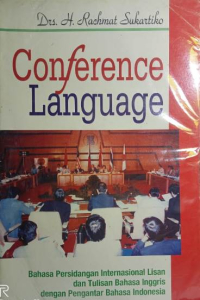 Drs. H. Rachmat Sukartiko
Conference
Language
Bahasa Persidangan Internasional Lisan
dan Tulisan Bahasa Inggris
dengan Pengantar Bahasa Indonesia